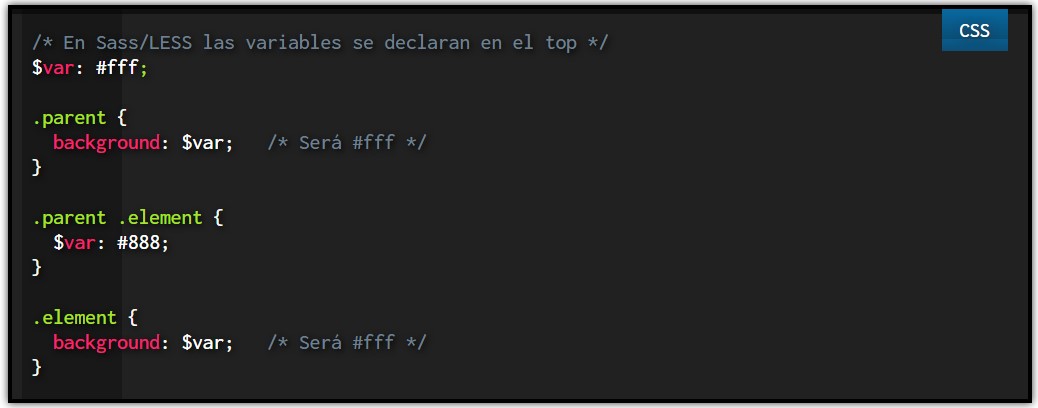 CSS
/* En Sass/LESS las variables se declaran en el top */
$var: #fff;
.parent {
  background: $var;   /* Será #fff */
}
.parent .element {
  $var: #888;
}
.element {
  background: $var;   /* Será #fff */
}